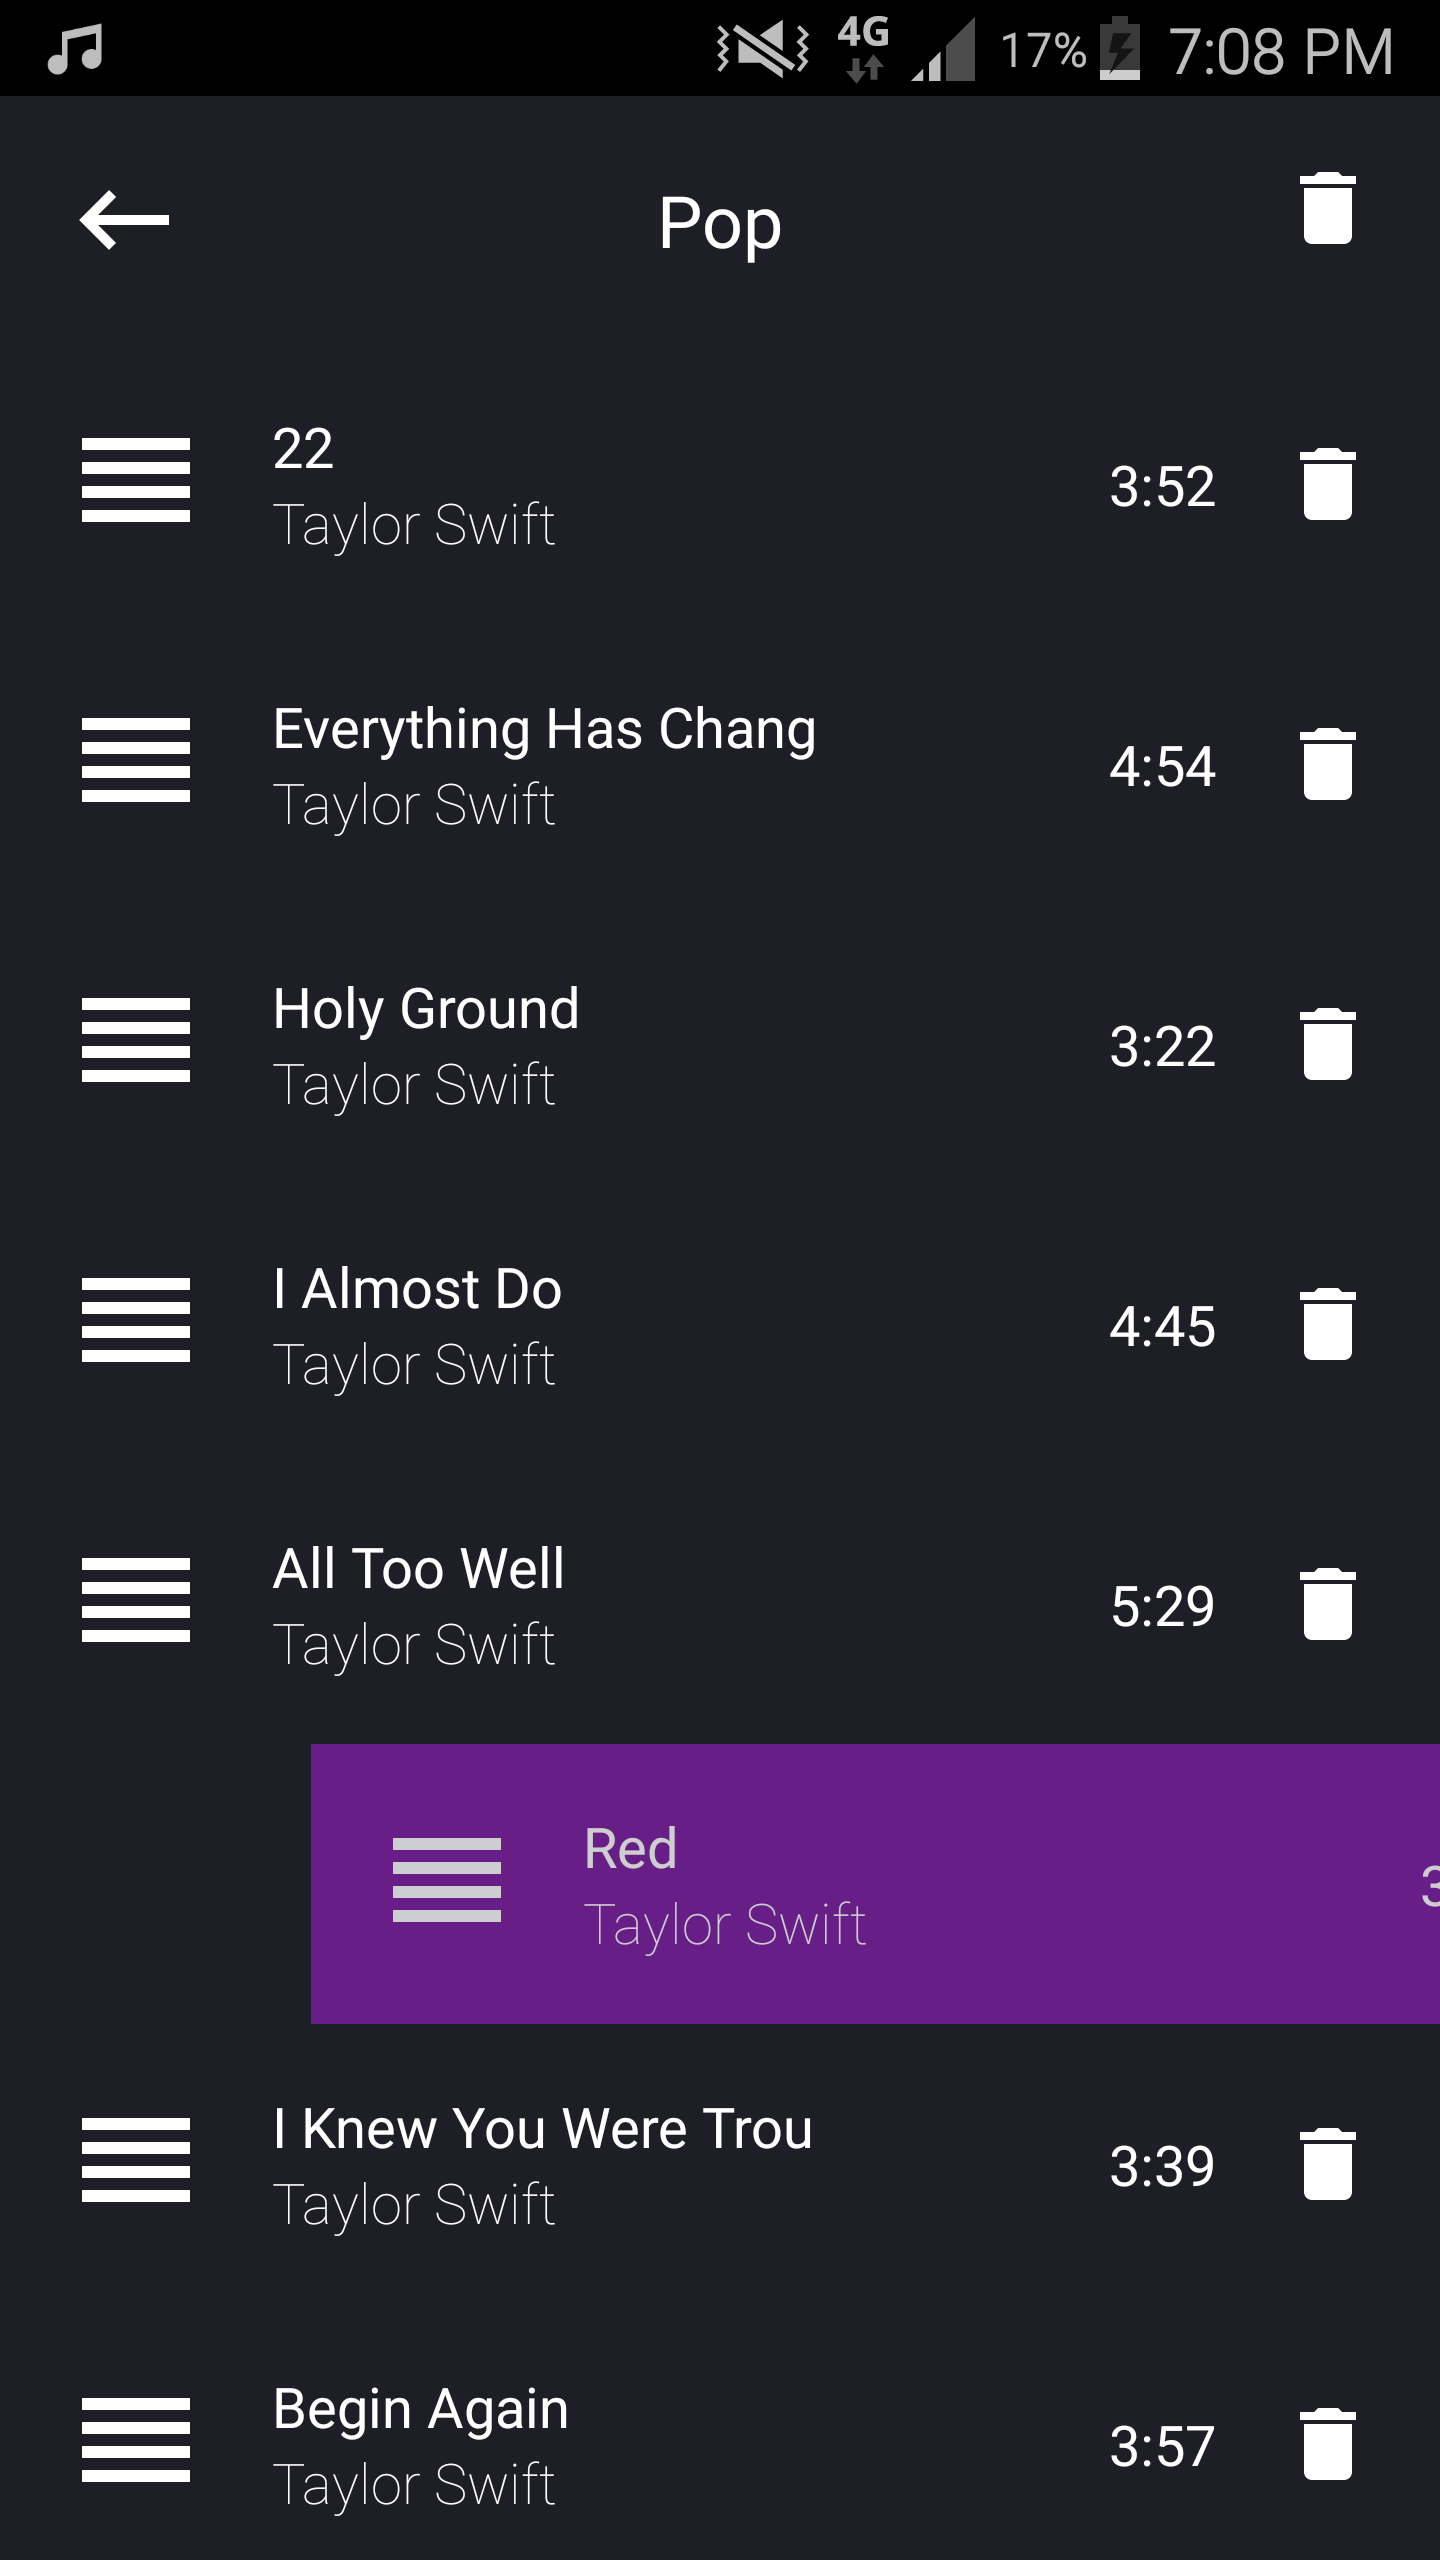 4G 17% 7:08 PM
Pop
22
Taylor Swift
3:52
Everything Has Chang
Taylor Swift
4:54
Holy Ground
Taylor Swift
3:22
I Almost Do
Taylor Swift
4:45
All Too Well
Taylor Swift
5:29
Red
Taylor Swift
3
I Knew You Were Trou
Taylor Swift
3:39
Begin Again
Taylor Swift
3:57